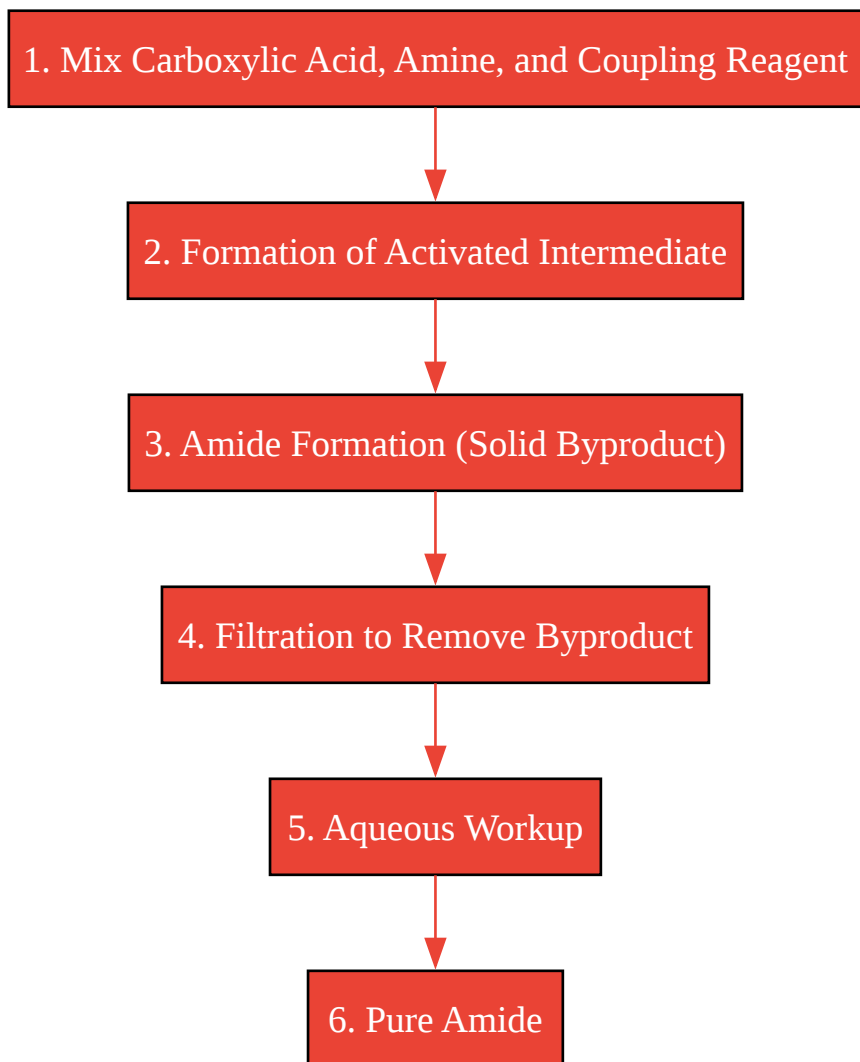 1. Mix Carboxylic Acid, Amine, and Coupling Reagent
2. Formation of Activated Intermediate
3. Amide Formation (Solid Byproduct)
4. Filtration to Remove Byproduct
5. Aqueous Workup
6. Pure Amide